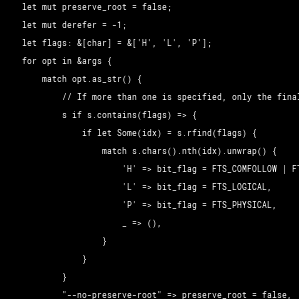 let mut preserve_root = false;
let mut derefer = -1;
let flags: &[char] = &['H', 'L', 'P'];
for opt in &args {
match opt.as_str() {
// If more than one is specified, only the final
s if s.contains(flags) => {
if let Some(idx) = s.rfind(flags) {
match s.chars().nth(idx).unwrap() {
'H' => bit_flag = FTS_COMFOLLOW |
'L' => bit_flag = FTS_LOGICAL,
'P' => bit_flag = FTS_PHYSICAL,
_ => (),
}
}
}
"--no-preserve-root" => preserve_root = false,